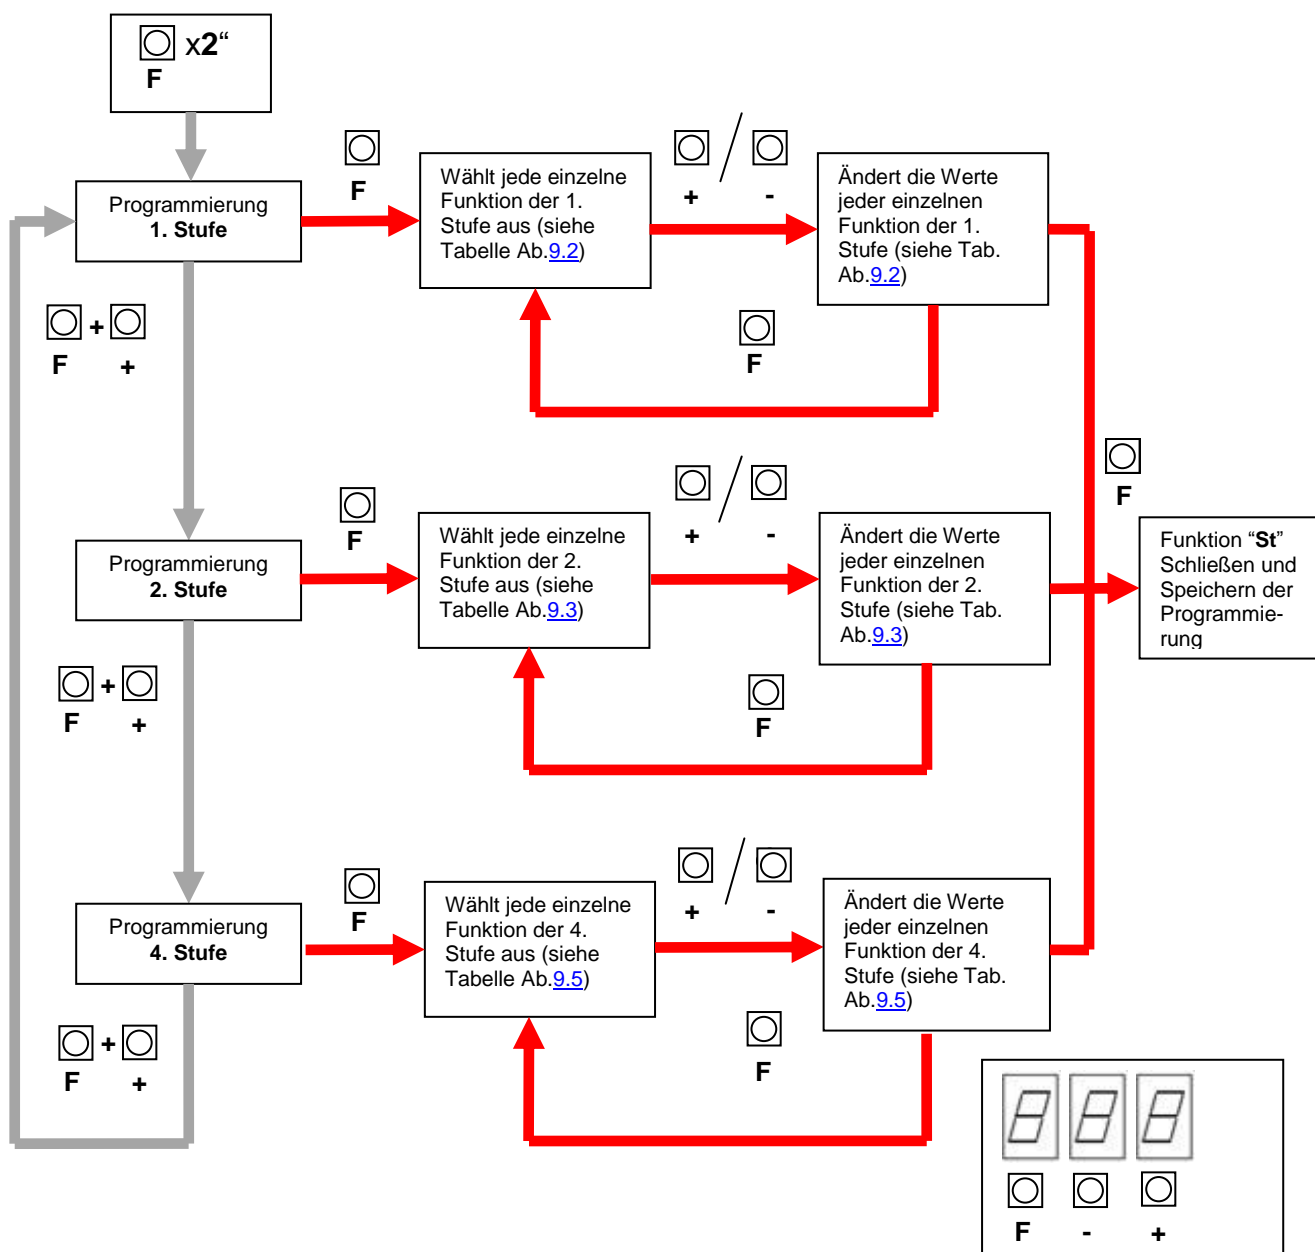 x2“
F
F
+ -
Programmierung
1. Stufe
Wählt jede einzelne
Funktion der 1.
Stufe aus (siehe
Tabelle Ab.9.2)
Ändert die Werte
jeder einzelnen
Funktion der 1.
Stufe (siehe Tab.
Ab.9.2)
+
F +
F
F
F
+ -
Programmierung
2. Stufe
Wählt jede einzelne
Funktion der 2.
Stufe aus (siehe
Tabelle Ab.9.3)
Ändert die Werte
jeder einzelnen
Funktion der 2.
Stufe (siehe Tab.
Ab.9.3)
Funktion “St”
Schließen und
Speichern der
Programmie-
rung
+
F +
F
F
+ -
Programmierung
4. Stufe
Wählt jede einzelne
Funktion der 4.
Stufe aus (siehe
Tabelle Ab.9.5)
Ändert die Werte
jeder einzelnen
Funktion der 4.
Stufe (siehe Tab.
Ab.9.5)
+
F +
F
F - +